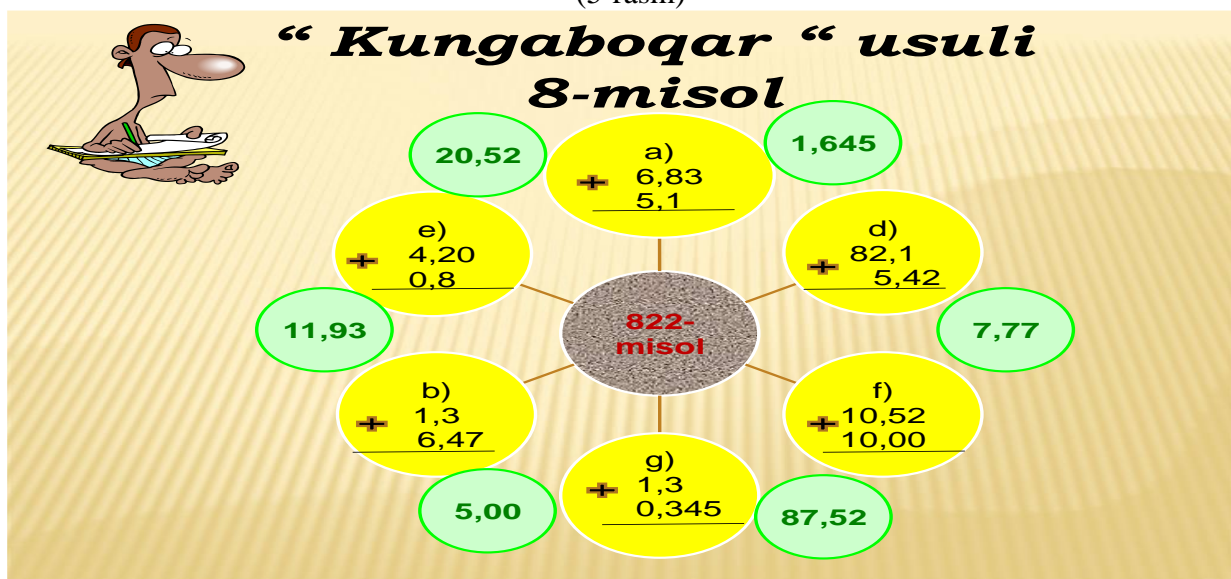 (3-rasm)
“ Kungaboqar “ usuli
8-misol
20,52
1,645
a)
+ 6,83
5,1
e)
+ 4,20
0,8
d)
82,1
+ 5,42
822-
misol
11,93
7,77
b)
+ 1,3
6,47
f)
+ 10,52
10,00
g)
+ 1,3
0,345
5,00
87,52